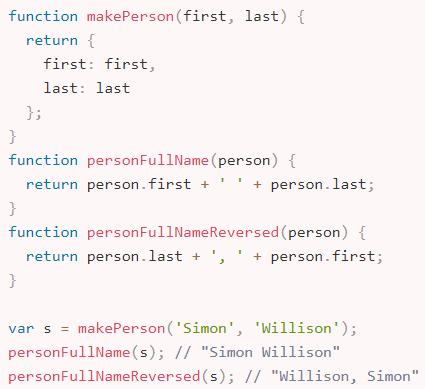 function makePerson(first, last) {
  return {
    first: first,
    last: last
  };
}
function personFullName(person) {
  return person.first + ' ' + person.last;
}
function personFullNameReversed(person) {
  return person.last + ', ' + person.first;
}

var s = makePerson('Simon', 'Willison');
personFullName(s); // "Simon Willison"
personFullNameReversed(s); // "Willison, Simon"